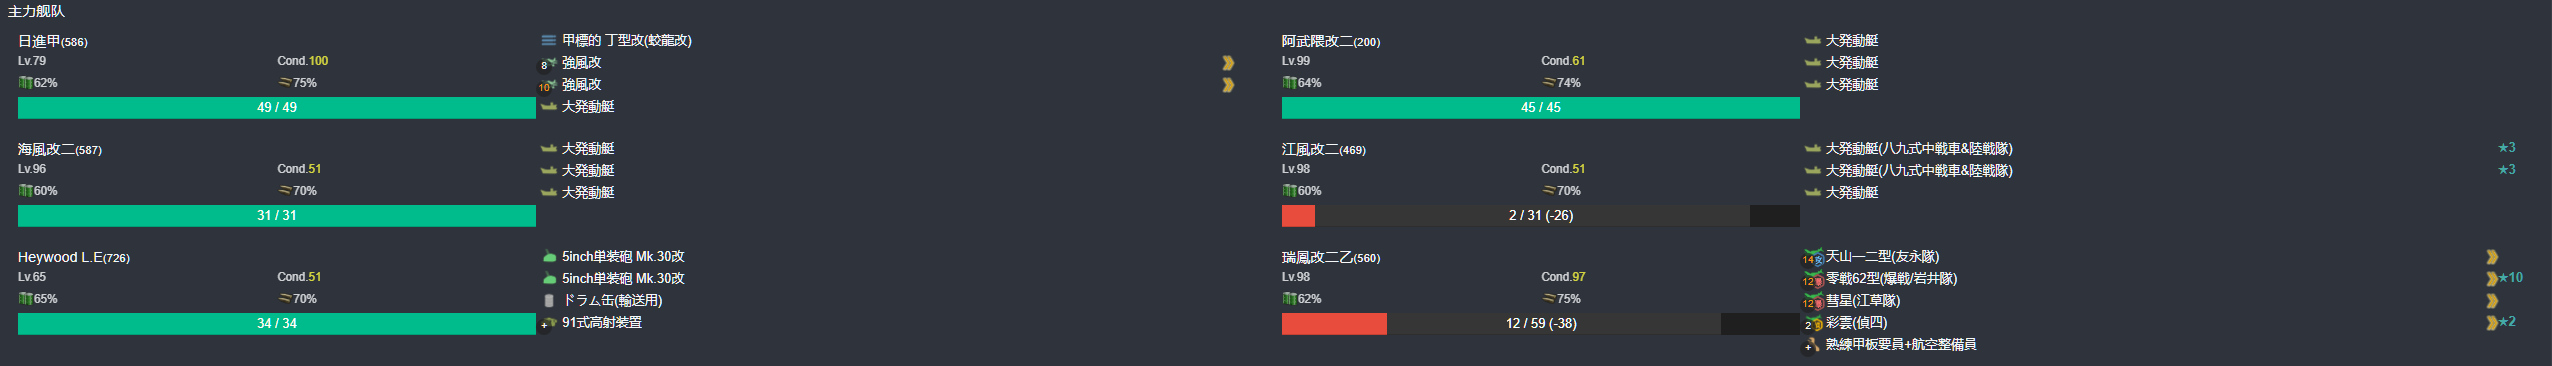 主力舰队
日進甲(586)
Lv.79 Cond.100
62% 75%
49 / 49
甲標的 丁型改(蛟龍改)
8 強風改
10 強風改
大発動艇
阿武隈改二(200)
Lv.99 Cond.61
64% 74%
45 / 45
大発動艇
大発動艇
大発動艇
海風改二(587)
Lv.96 Cond.51
60% 70%
31 / 31
大発動艇
大発動艇
大発動艇
江風改二(469)
Lv.98 Cond.51
60% 70%
2 / 31 (-26)
大発動艇(八九式中戦車&陸戦隊) ★3
大発動艇(八九式中戦車&陸戦隊) ★3
大発動艇
Heywood L.E(726)
Lv.65 Cond.51
65% 70%
34 / 34
5inch単装砲 Mk.30改
5inch単装砲 Mk.30改
ドラム缶(輸送用)
+ 91式高射装置
瑞鳳改二乙(560)
Lv.98 Cond.97
62% 75%
12 / 59 (-38)
14 天山一二型(友永隊)
12 零戦62型(爆戦/岩井隊) ★10
12 彗星(江草隊)
2 彩雲(偵四) ★2
+ 熟練甲板要員+航空整備員